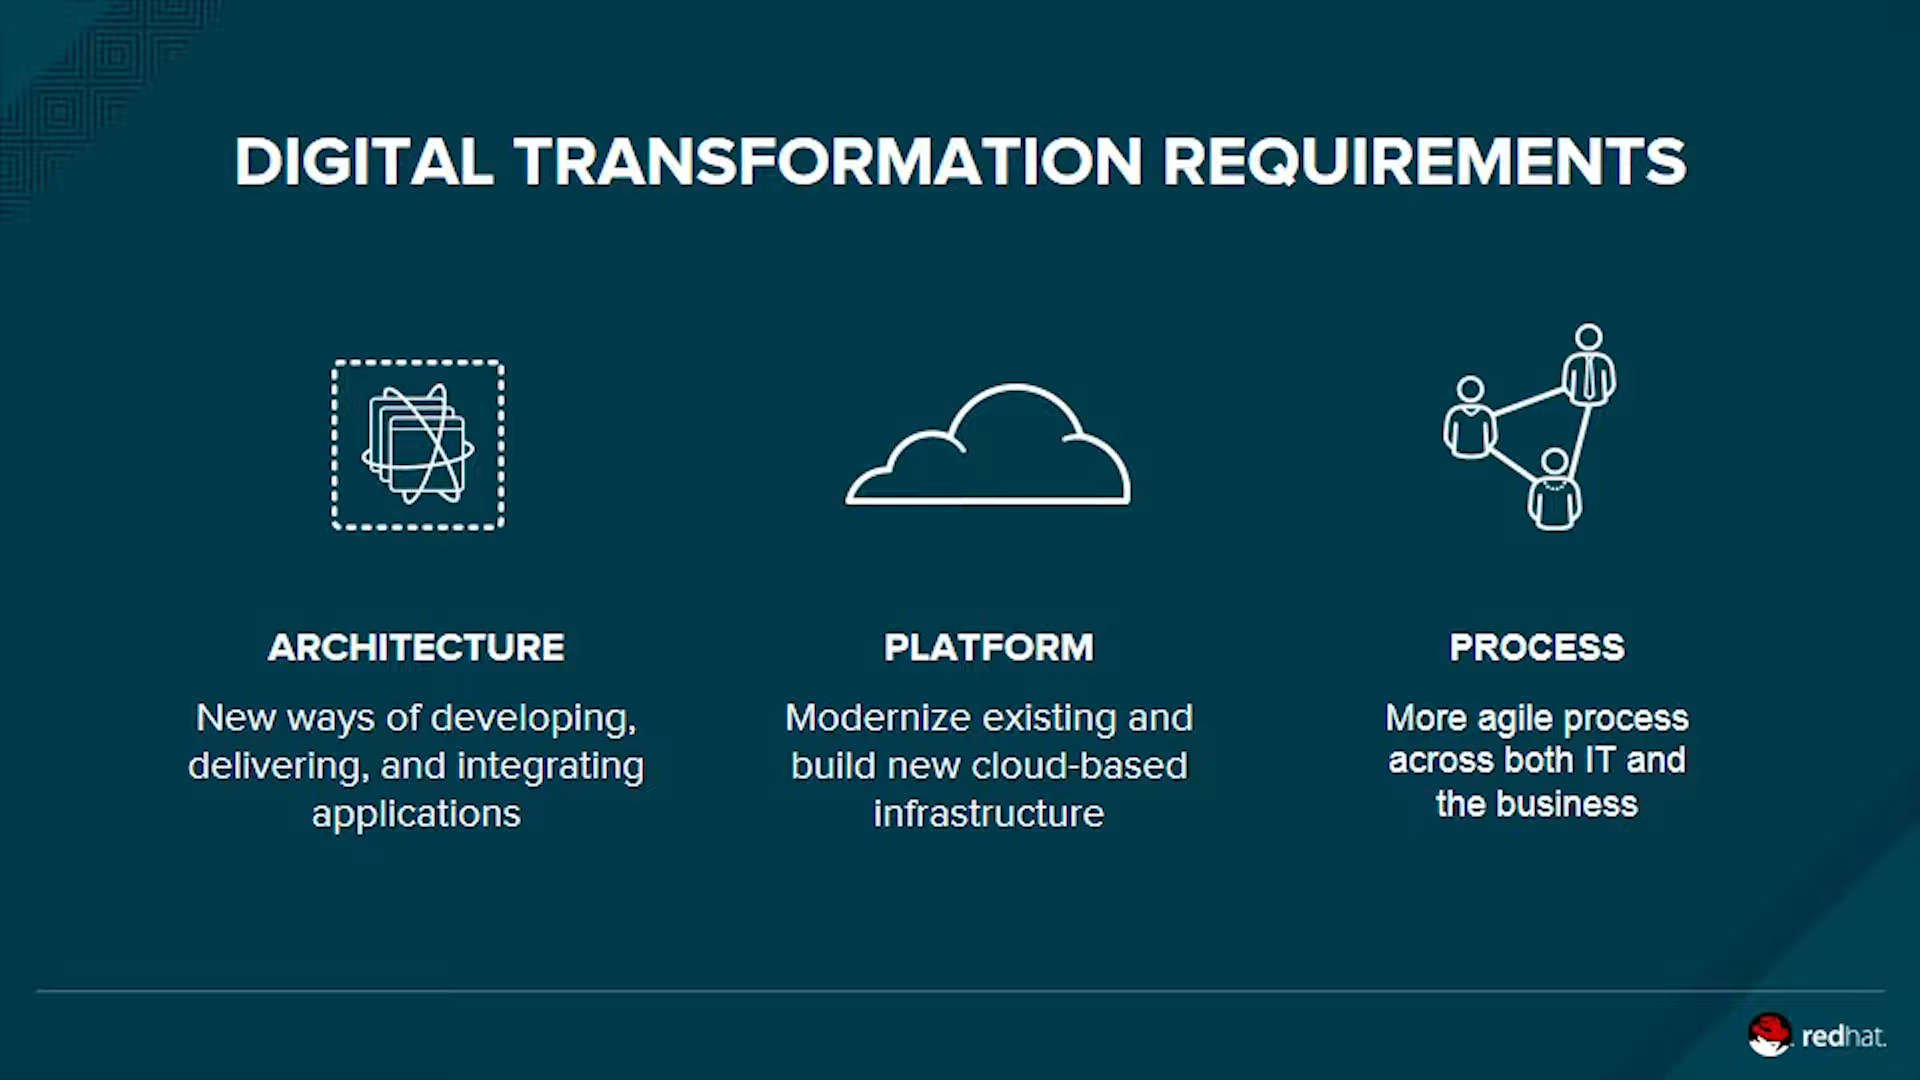 DIGITAL TRANSFORMATION REQUIREMENTS
ARCHITECTURE
New ways of developing,
delivering, and integrating
applications
PLATFORM
Modernize existing and
build new cloud-based
infrastructure
PROCESS
More agile process
across both IT and
the business
redhat.